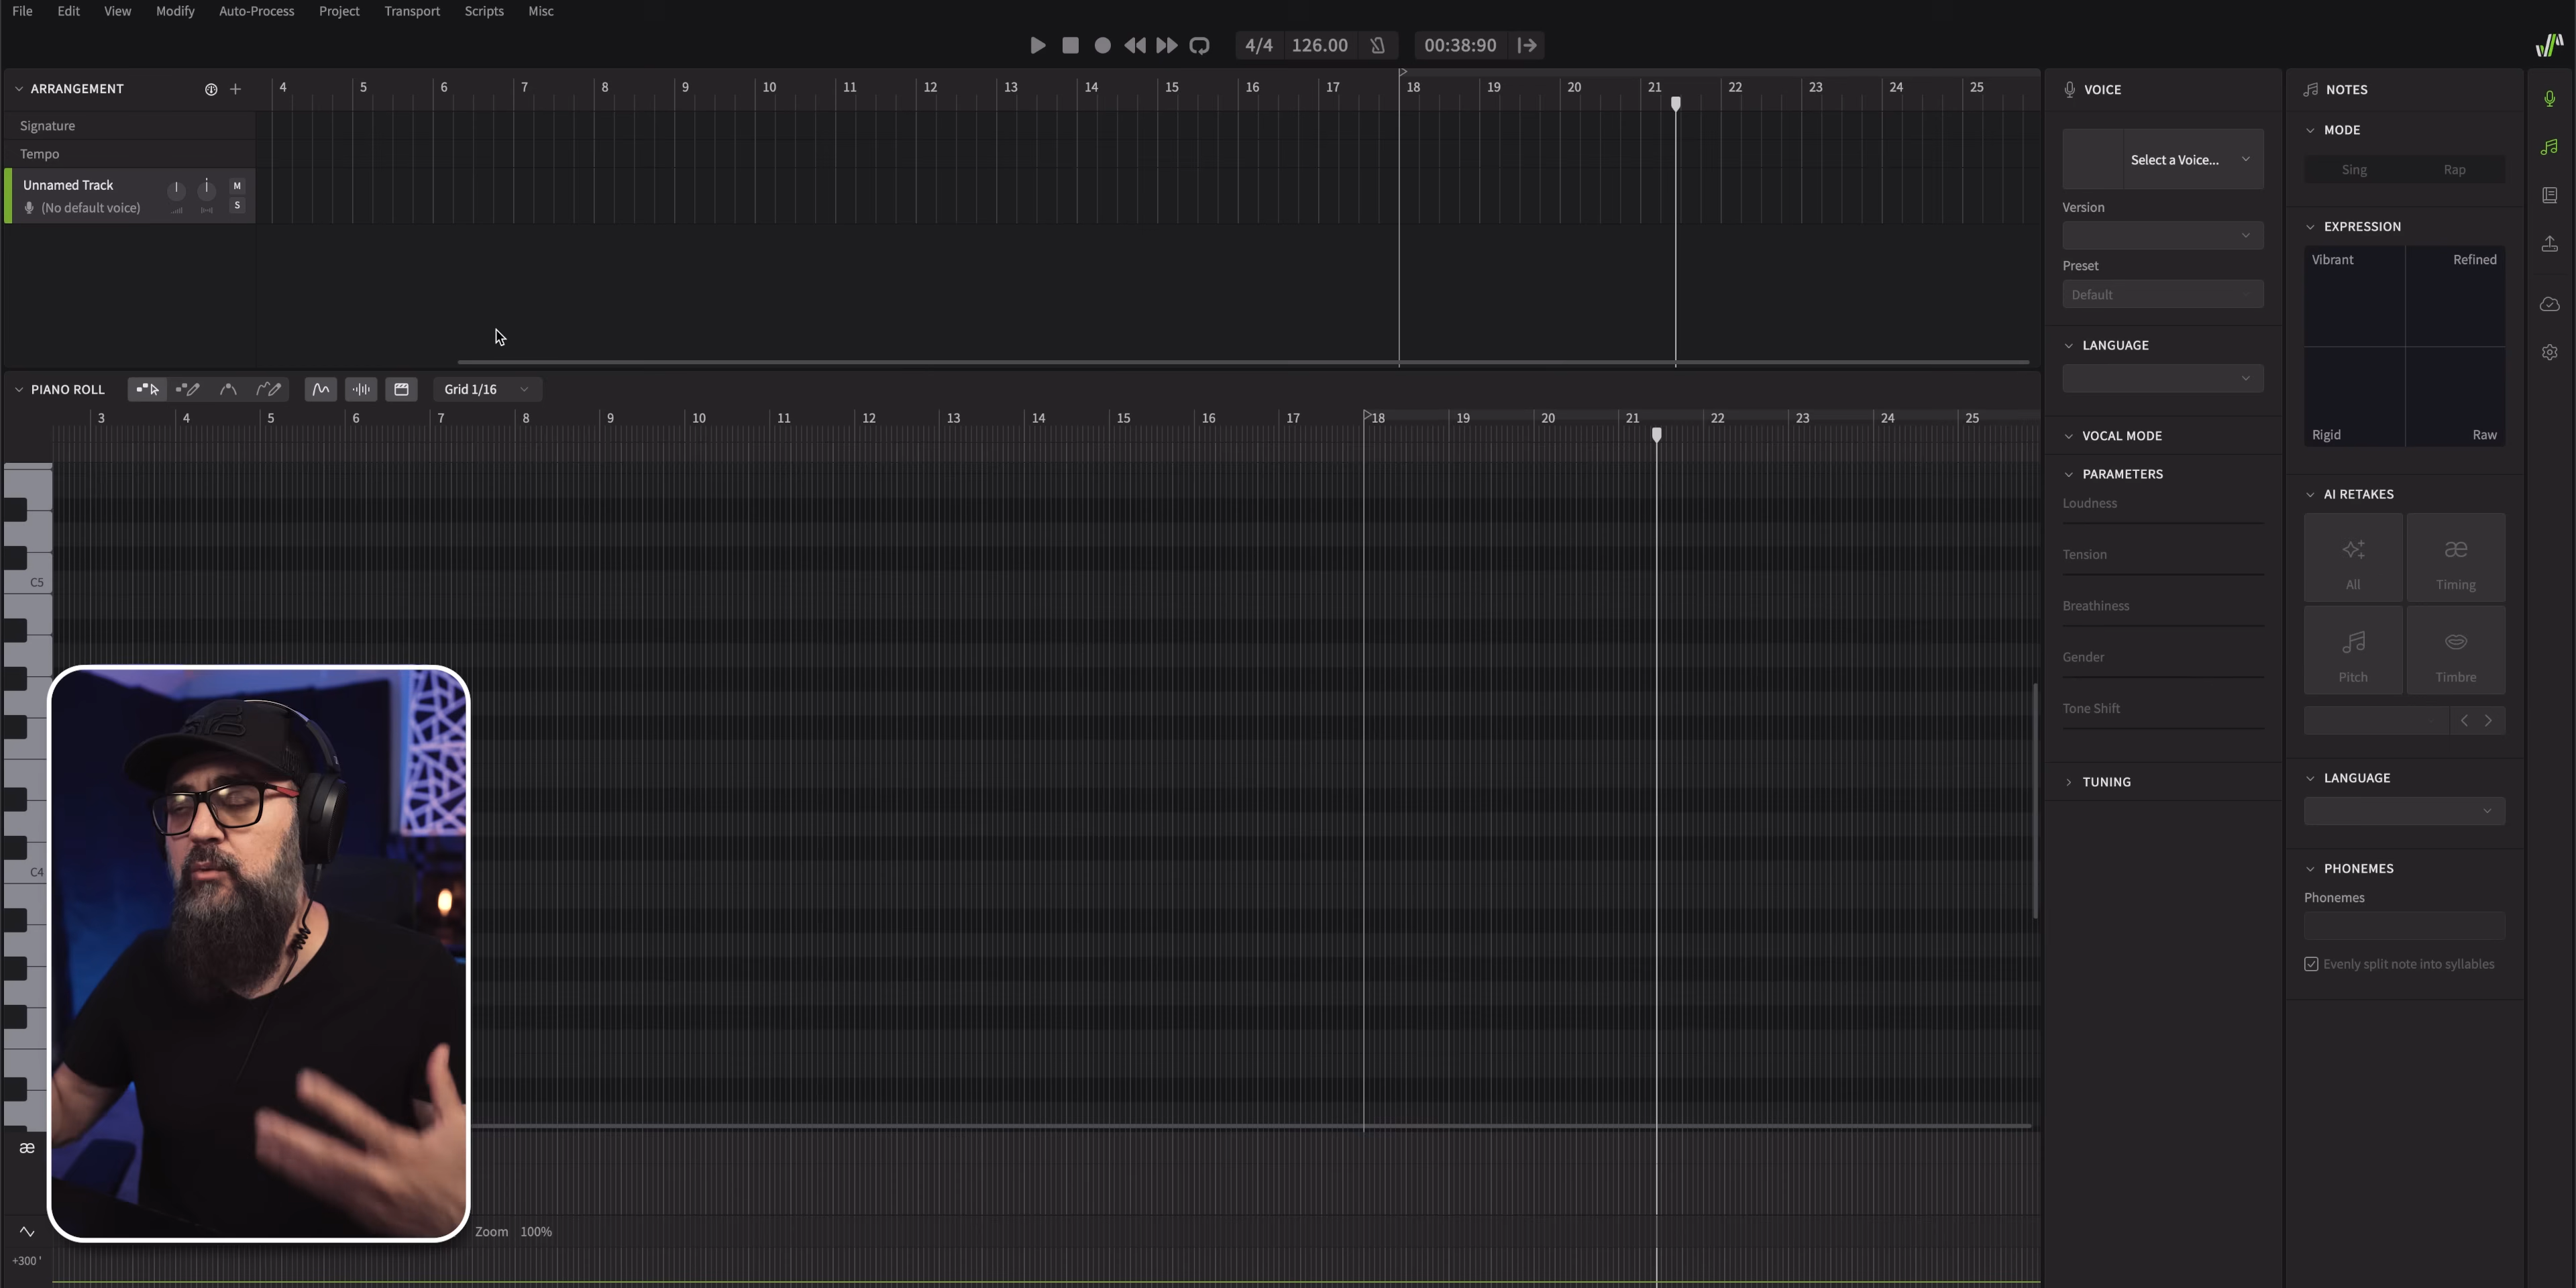 File Edit View Modify Auto-Process Project Transport Scripts Misc
4/4 126.00 00:38:90
ARRANGEMENT
4 5 6 7 8 9 10 11 12 13 14 15 16 17 18 19 20 21 22 23 24 25
Signature
Tempo
Unnamed Track M
(No default voice) S
PIANO ROLL Grid 1/16
3 4 5 6 7 8 9 10 11 12 13 14 15 16 17 18 19 20 21 22 23 24 25
C5
C4
æ
Zoom 100%
+300 '
VOICE
Select a Voice...
Version
Preset
Default
LANGUAGE
VOCAL MODE
PARAMETERS
Loudness
Tension
Breathiness
Gender
Tone Shift
TUNING
NOTES
MODE
Sing Rap
EXPRESSION
Vibrant Refined
Rigid Raw
AI RETAKES
æ
All Timing
Pitch Timbre
LANGUAGE
PHONEMES
Phonemes
Evenly split note into syllables